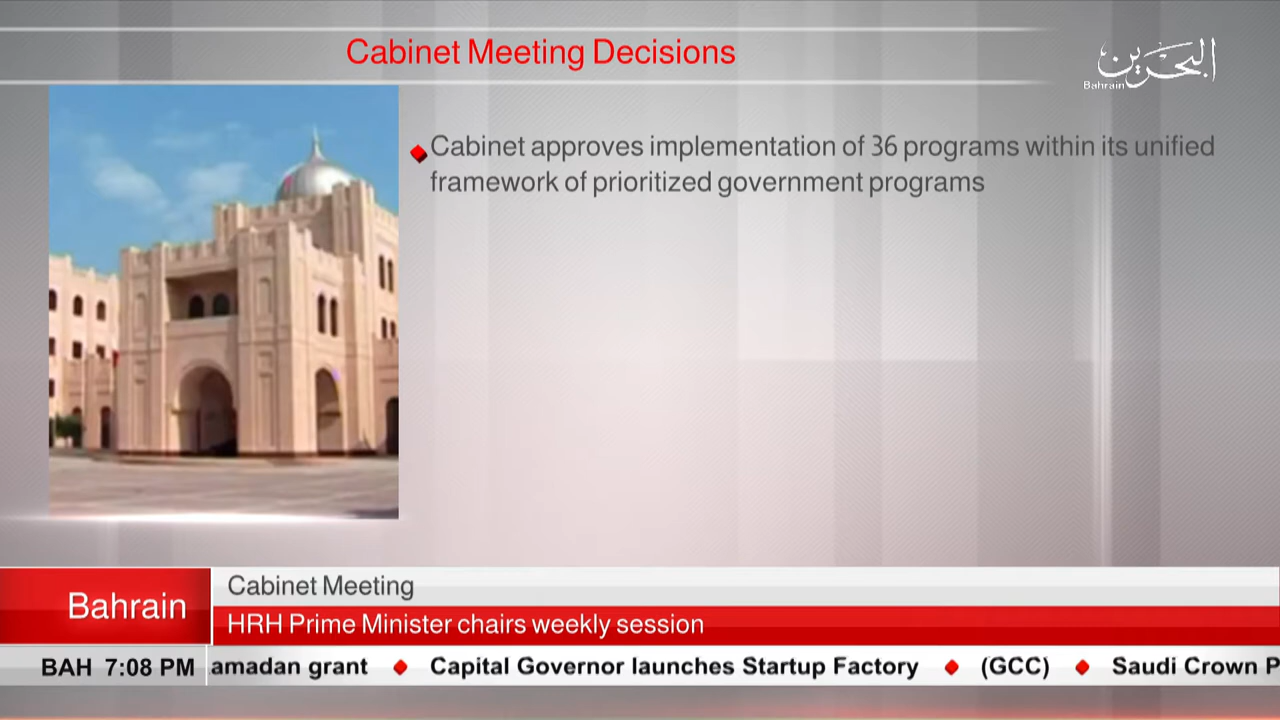 Cabinet Meeting Decisions
البحرين
Bahrain
Cabinet approves implementation of 36 programs within its unified
framework of prioritized government programs
Bahrain
Cabinet Meeting
HRH Prime Minister chairs weekly session
BAH 7:08 PM
amadan grant ◆ Capital Governor launches Startup Factory ◆ (GCC) ◆ Saudi Crown P